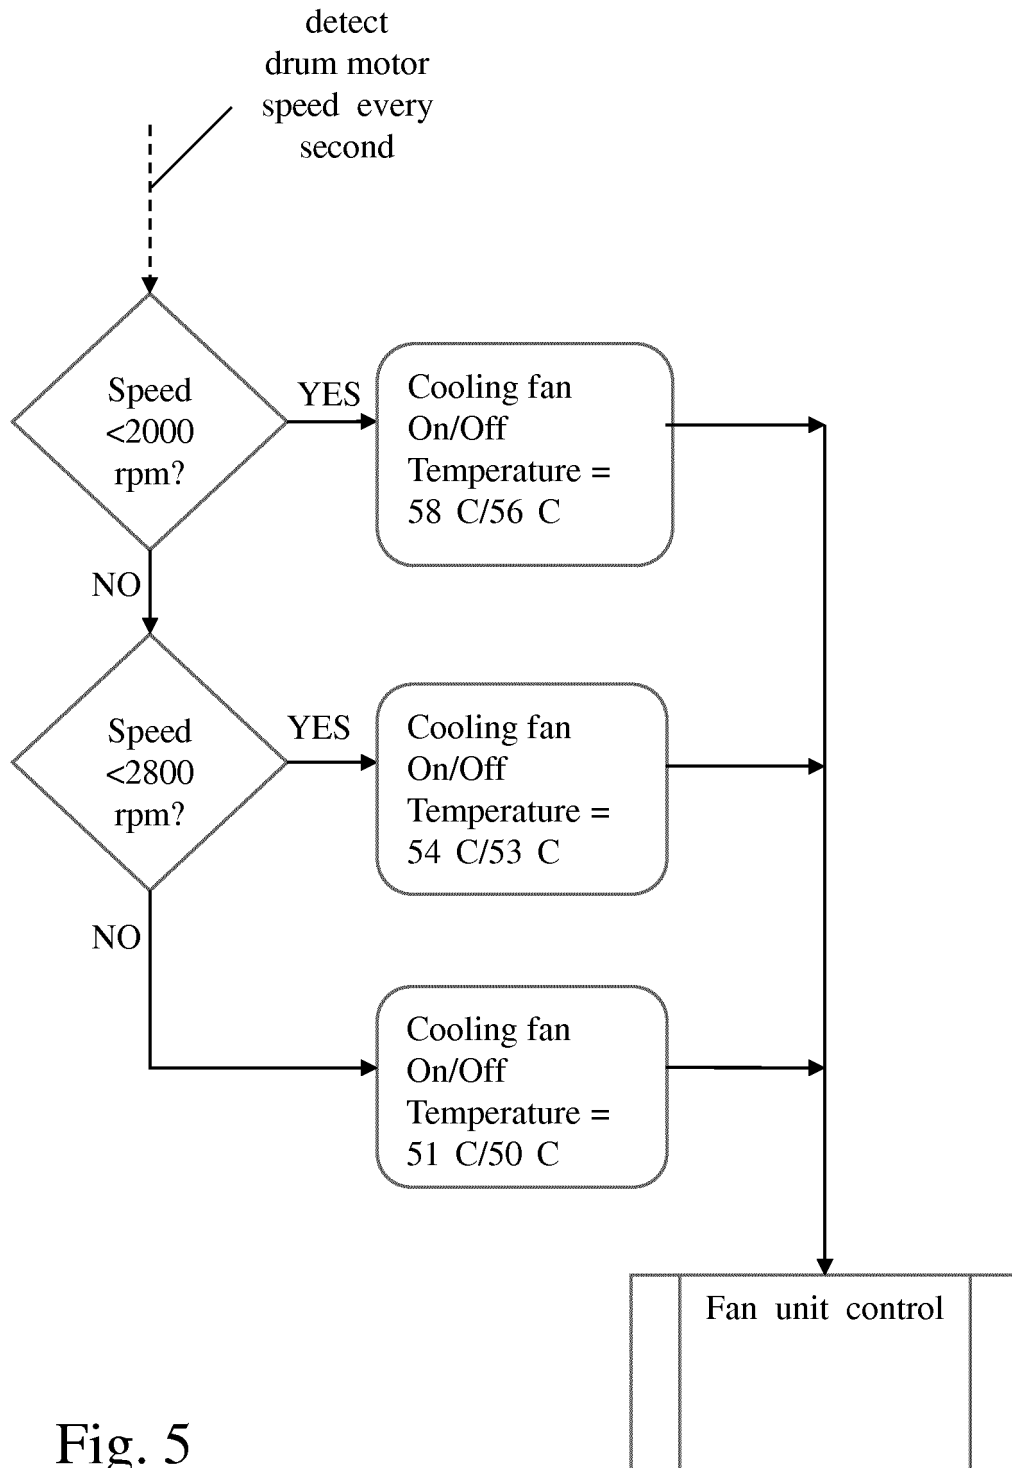 detect
drum motor
speed every
second
Speed
<2000
rpm?
YES
Cooling fan
On/Off
Temperature =
58 C/56 C
NO
Speed
<2800
rpm?
YES
Cooling fan
On/Off
Temperature =
54 C/53 C
NO
Cooling fan
On/Off
Temperature =
51 C/50 C
Fan unit control
Fig. 5